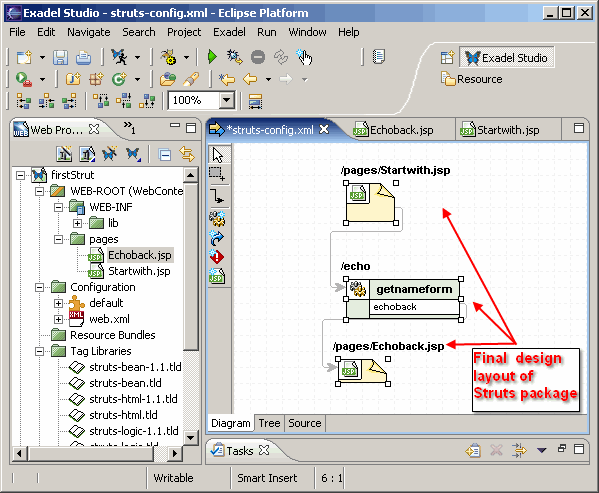 Exadel Studio - struts-config.xml - Eclipse Platform
File Edit Navigate Search Project Exadel Run Window Help
Exadel Studio
Resource
100%
Web Pro...
1
*struts-config.xml
Echoback.jsp
Startwith.jsp
firstStrut
WEB-ROOT (WebConte
WEB-INF
lib
pages
Echoback.jsp
Startwith.jsp
Configuration
default
web.xml
Resource Bundles
Tag Libraries
struts-bean-1.1.tld
struts-bean.tld
struts-html-1.1.tld
struts-html.tld
struts-logic-1.1.tld
struts-logic.tld
/pages/Startwith.jsp
/echo
getnameform
echoback
/pages/Echoback.jsp
Final design
layout of
Struts package
Diagram Tree Source
Tasks
Writable
Smart Insert
6 : 1